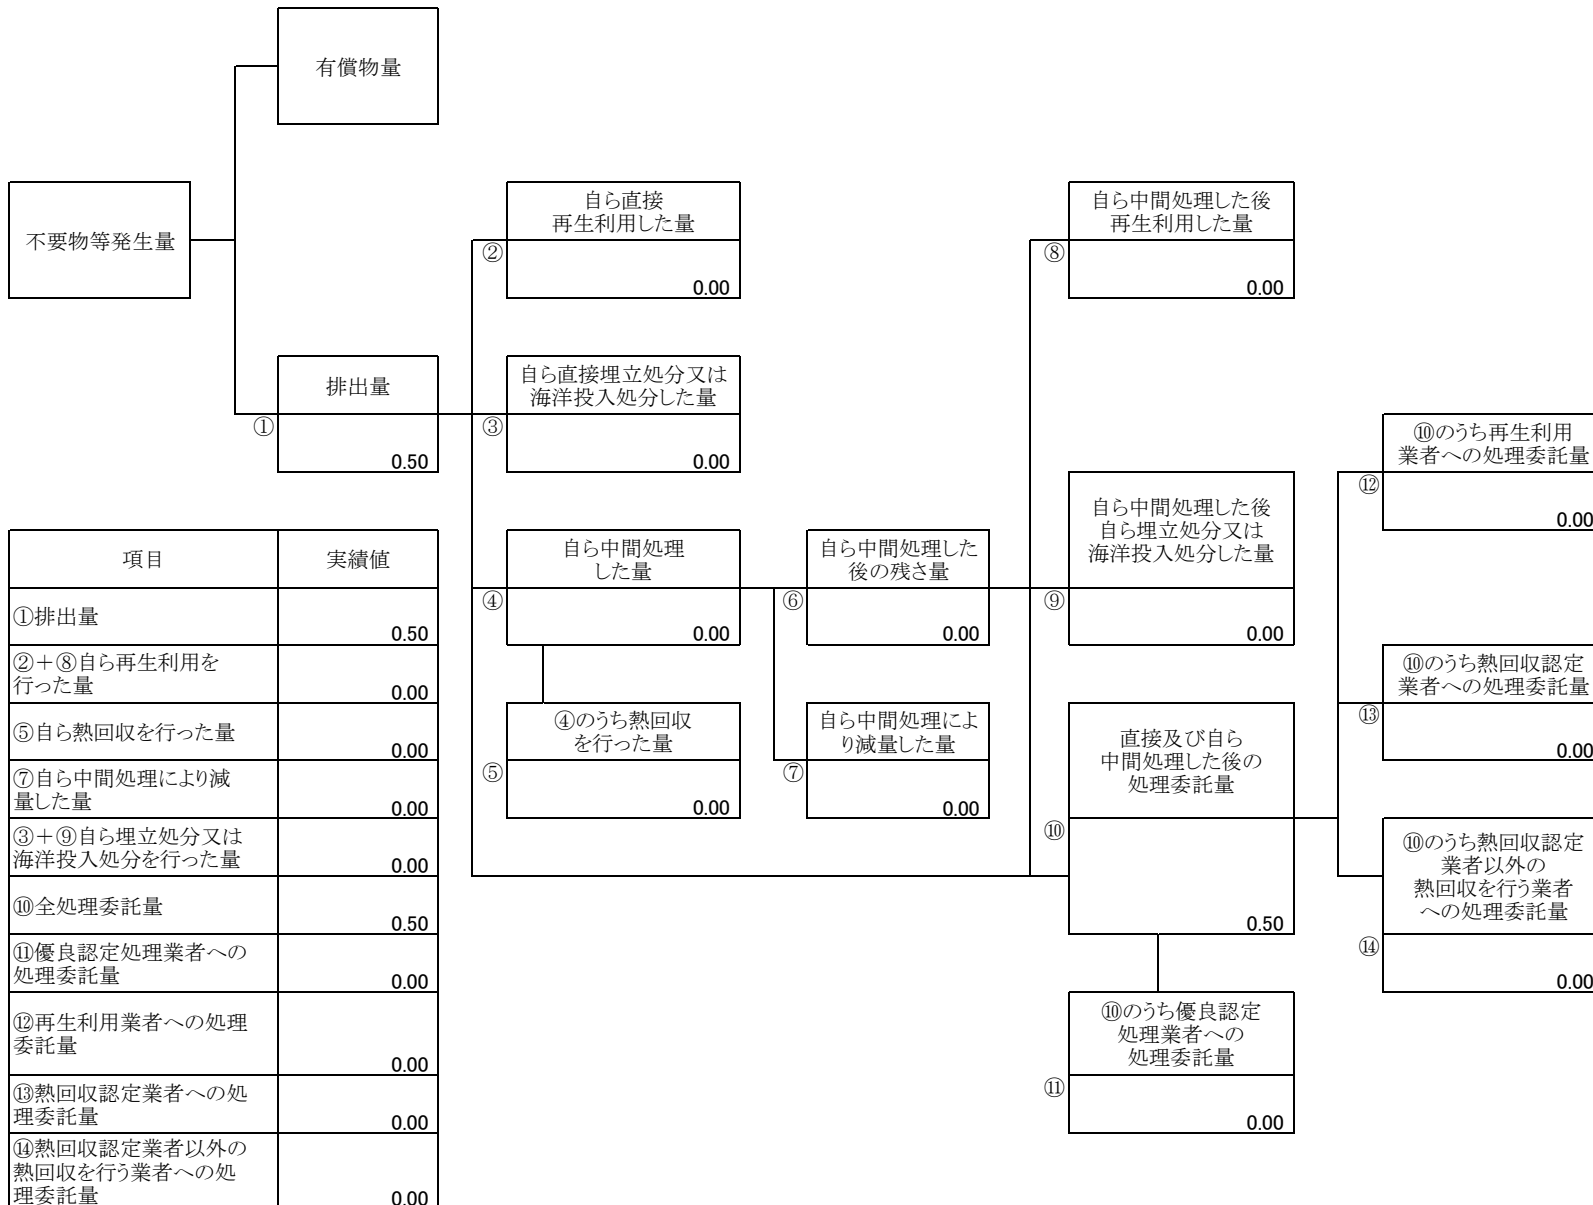 有償物量
不要物等発生量
自ら直接
再生利用した量
②
0.00
自ら中間処理した後
再生利用した量
⑧
0.00
排出量
①
0.50
自ら直接埋立処分又は
海洋投入処分した量
③
0.00
⑩のうち再生利用
業者への処理委託量
⑫
0.00
自ら中間処理
した量
④
0.00
自ら中間処理した
後の残さ量
⑥
0.00
自ら中間処理した後
自ら埋立処分又は
海洋投入処分した量
⑨
0.00
④のうち熱回収
を行った量
⑤
0.00
自ら中間処理によ
り減量した量
⑦
0.00
直接及び自ら
中間処理した後の
処理委託量
⑩
0.50
⑩のうち熱回収認定
業者への処理委託量
⑬
0.00
⑩のうち熱回収認定
業者以外の
熱回収を行う業者
への処理委託量
⑭
0.00
⑩のうち優良認定
処理業者への
処理委託量
⑪
0.00
項目 実績値
①排出量
0.50
②＋⑧自ら再生利用を
行った量
0.00
⑤自ら熱回収を行った量
0.00
⑦自ら中間処理により減
量した量
0.00
③＋⑨自ら埋立処分又は
海洋投入処分を行った量
0.00
⑩全処理委託量
0.50
⑪優良認定処理業者への
処理委託量
0.00
⑫再生利用業者への処理
委託量
0.00
⑬熱回収認定業者への処
理委託量
0.00
⑭熱回収認定業者以外の
熱回収を行う業者への処
理委託量
0.00